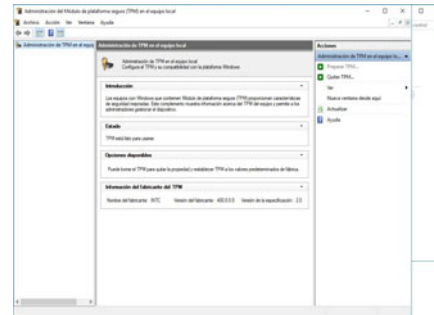 Administración del Módulo de plataforma segura (TPM) en el equipo local
Archivo Acción Ver Ventana Ayuda
Administración de TPM en el equip
Administración de TPM en el equipo local
Administración de TPM en el equipo local
Configura el TPM y su compatibilidad con la plataforma Windows
Introducción
Los equipos con Windows que contienen Módulo de plataforma segura (TPM) proporcionan características
de seguridad mejoradas. Este complemento muestra información acerca del TPM del equipo y permite a los
administradores gestionar el dispositivo.
Estado
TPM está listo para usarse.
Opciones disponibles
Puede borrar el TPM para quitar la propiedad y restablecer TPM a los valores predeterminados de fábrica.
Información del fabricante del TPM
Nombre del fabricante: INTC Versión del fabricante: 400.0.0.0 Versión de la especificación: 2.0
Acciones
Administración de TPM en el equipo lo...
Preparar TPM...
Ver
Nueva ventana desde aquí
Actualizar
Ayuda